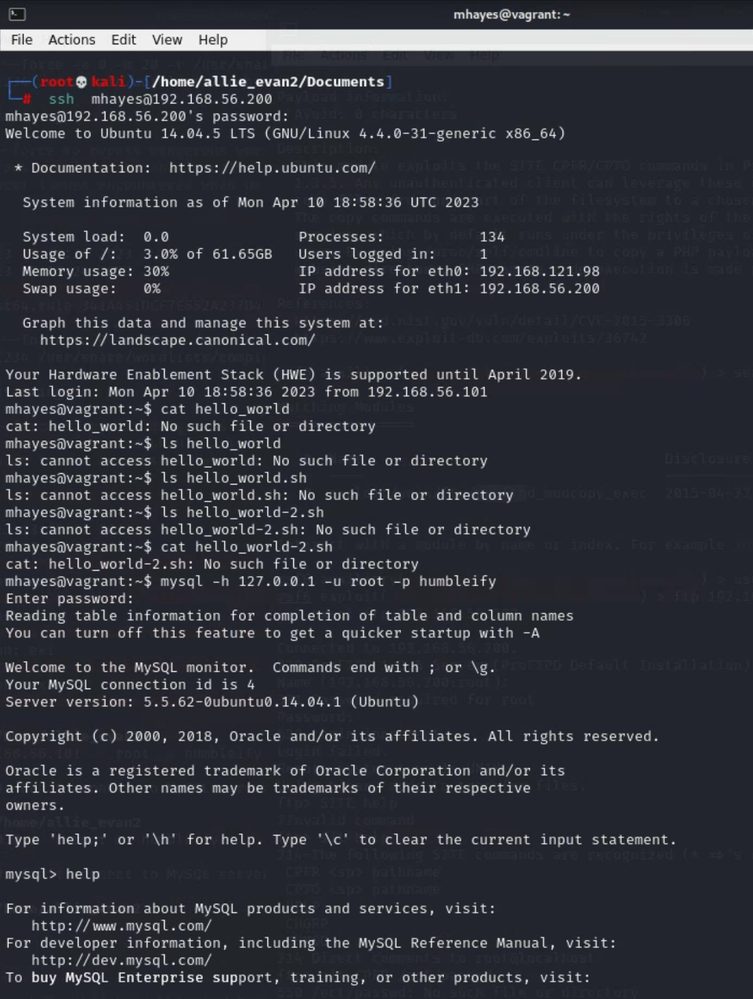 mhayes@vagrant: ~
File Actions Edit View Help
┌──(root💀kali)-[/home/allie_evan2/Documents]
└─# ssh mhayes@192.168.56.200
mhayes@192.168.56.200's password:
Welcome to Ubuntu 14.04.5 LTS (GNU/Linux 4.4.0-31-generic x86_64)
* Documentation: https://help.ubuntu.com/
System information as of Mon Apr 10 18:58:36 UTC 2023
System load: 0.0 Processes: 134
Usage of /: 3.0% of 61.65GB Users logged in: 1
Memory usage: 30% IP address for eth0: 192.168.121.98
Swap usage: 0% IP address for eth1: 192.168.56.200
Graph this data and manage this system at:
https://landscape.canonical.com/
Your Hardware Enablement Stack (HWE) is supported until April 2019.
Last login: Mon Apr 10 18:58:36 2023 from 192.168.56.101
mhayes@vagrant:~$ cat hello_world
cat: hello_world: No such file or directory
mhayes@vagrant:~$ ls hello_world
ls: cannot access hello_world: No such file or directory
mhayes@vagrant:~$ ls hello_world.sh
ls: cannot access hello_world.sh: No such file or directory
mhayes@vagrant:~$ ls hello_world-2.sh
ls: cannot access hello_world-2.sh: No such file or directory
mhayes@vagrant:~$ cat hello_world-2.sh
cat: hello_world-2.sh: No such file or directory
mhayes@vagrant:~$ mysql -h 127.0.0.1 -u root -p humbleify
Enter password:
Reading table information for completion of table and column names
You can turn off this feature to get a quicker startup with -A
Welcome to the MySQL monitor. Commands end with ; or \g.
Your MySQL connection id is 4
Server version: 5.5.62-0ubuntu0.14.04.1 (Ubuntu)
Copyright (c) 2000, 2018, Oracle and/or its affiliates. All rights reserved.
Oracle is a registered trademark of Oracle Corporation and/or its
affiliates. Other names may be trademarks of their respective
owners.
Type 'help;' or '\h' for help. Type '\c' to clear the current input statement.
mysql> help
For information about MySQL products and services, visit:
http://www.mysql.com/
For developer information, including the MySQL Reference Manual, visit:
http://dev.mysql.com/
To buy MySQL Enterprise support, training, or other products, visit: